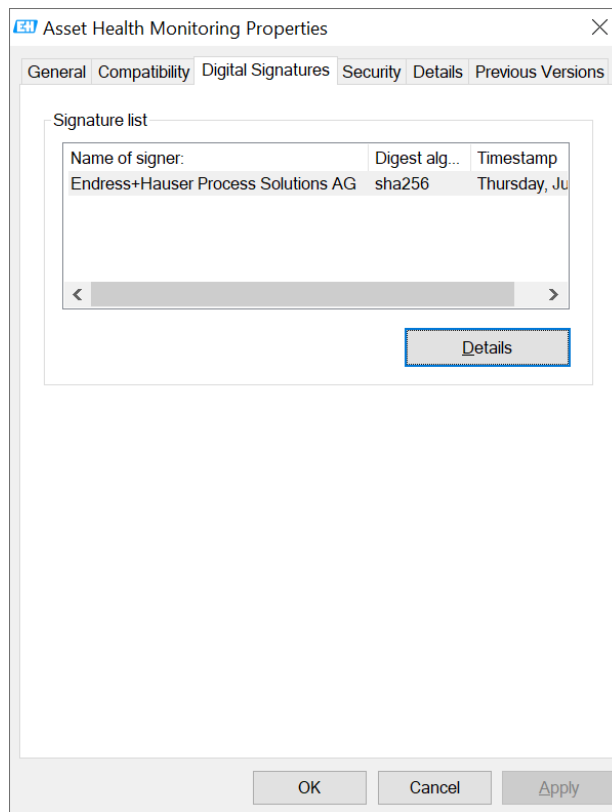 EH Asset Health Monitoring Properties
General Compatibility Digital Signatures Security Details Previous Versions
Signature list
Name of signer: Digest alg... Timestamp
Endress+Hauser Process Solutions AG sha256 Thursday, Ju
Details
OK Cancel Apply